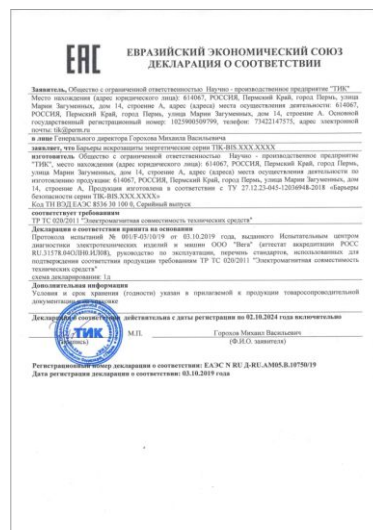 ЕАС
ЕВРАЗИЙСКИЙ ЭКОНОМИЧЕСКИЙ СОЮЗ
ДЕКЛАРАЦИЯ О СООТВЕТСТВИИ
Заявитель, Общество с ограниченной ответственностью Научно - производственное предприятие "ТИК"
Место нахождения (адрес юридического лица): 614067, РОССИЯ, Пермский Край, город Пермь, улица
Марии Загуменных, дом 14, строение А, адрес места осуществления деятельности: 614067,
РОССИЯ, Пермский Край, город Пермь, улица Марии Загуменных, дом 14, строение А. Основной
государственный регистрационный номер: 1025900509799, телефон: 73422147575, адрес электронной
почты: tik@perm.ru
в лице Генерального директора Горохова Михаила Васильевича
заявляет, что Барьеры искрозащиты энергетические серии TIK-BIS.XXX.XXXX
изготовитель Общество с ограниченной ответственностью Научно - производственное предприятие
"ТИК", место нахождения (адрес юридического лица): 614067, РОССИЯ, Пермский Край, город Пермь,
улица Марии Загуменных, дом 14, строение А, адрес места осуществления деятельности по
изготовлению продукции: 614067, РОССИЯ, Пермский Край, город Пермь, улица Марии Загуменных, дом
14, строение А, Продукция изготовлена в соответствии с ТУ 27.12.23-045-12036948-2018 «Барьеры
безопасности серии TIK-BIS.XXX.XXXX»
Код ТН ВЭД ЕАЭС 8536 30 100 0, Серийный выпуск
соответствует требованиям
ТР ТС 020/2011 "Электромагнитная совместимость технических средств"
Декларация о соответствии принята на основании
Протокола испытаний № 001/F-03/10/19 от 03.10.2019 года, выданного Испытательным центром
диагностики электротехнических изделий и машин ООО "Вега" (аттестат аккредитации РОСС
RU.31578.04ОЛН0.ИЛ08), руководство по эксплуатации, перечень стандартов, использованных для
подтверждения соответствия продукции требованиям ТР ТС 020/2011 "Электромагнитная совместимость
технических средств"
схема декларирования: 1д
Дополнительная информация
Условия и срок хранения (годности) указан в прилагаемой к продукции товаросопроводительной
документации
Декларация о соответствии действительна с даты регистрации по 02.10.2024 года включительно
ТИК
(подпись)
М.П.
Горохов Михаил Васильевич
(Ф.И.О. заявителя)
Регистрационный номер декларации о соответствии: ЕАЭС N RU Д-RU.АМ05.В.10750/19
Дата регистрации декларации о соответствии: 03.10.2019 года